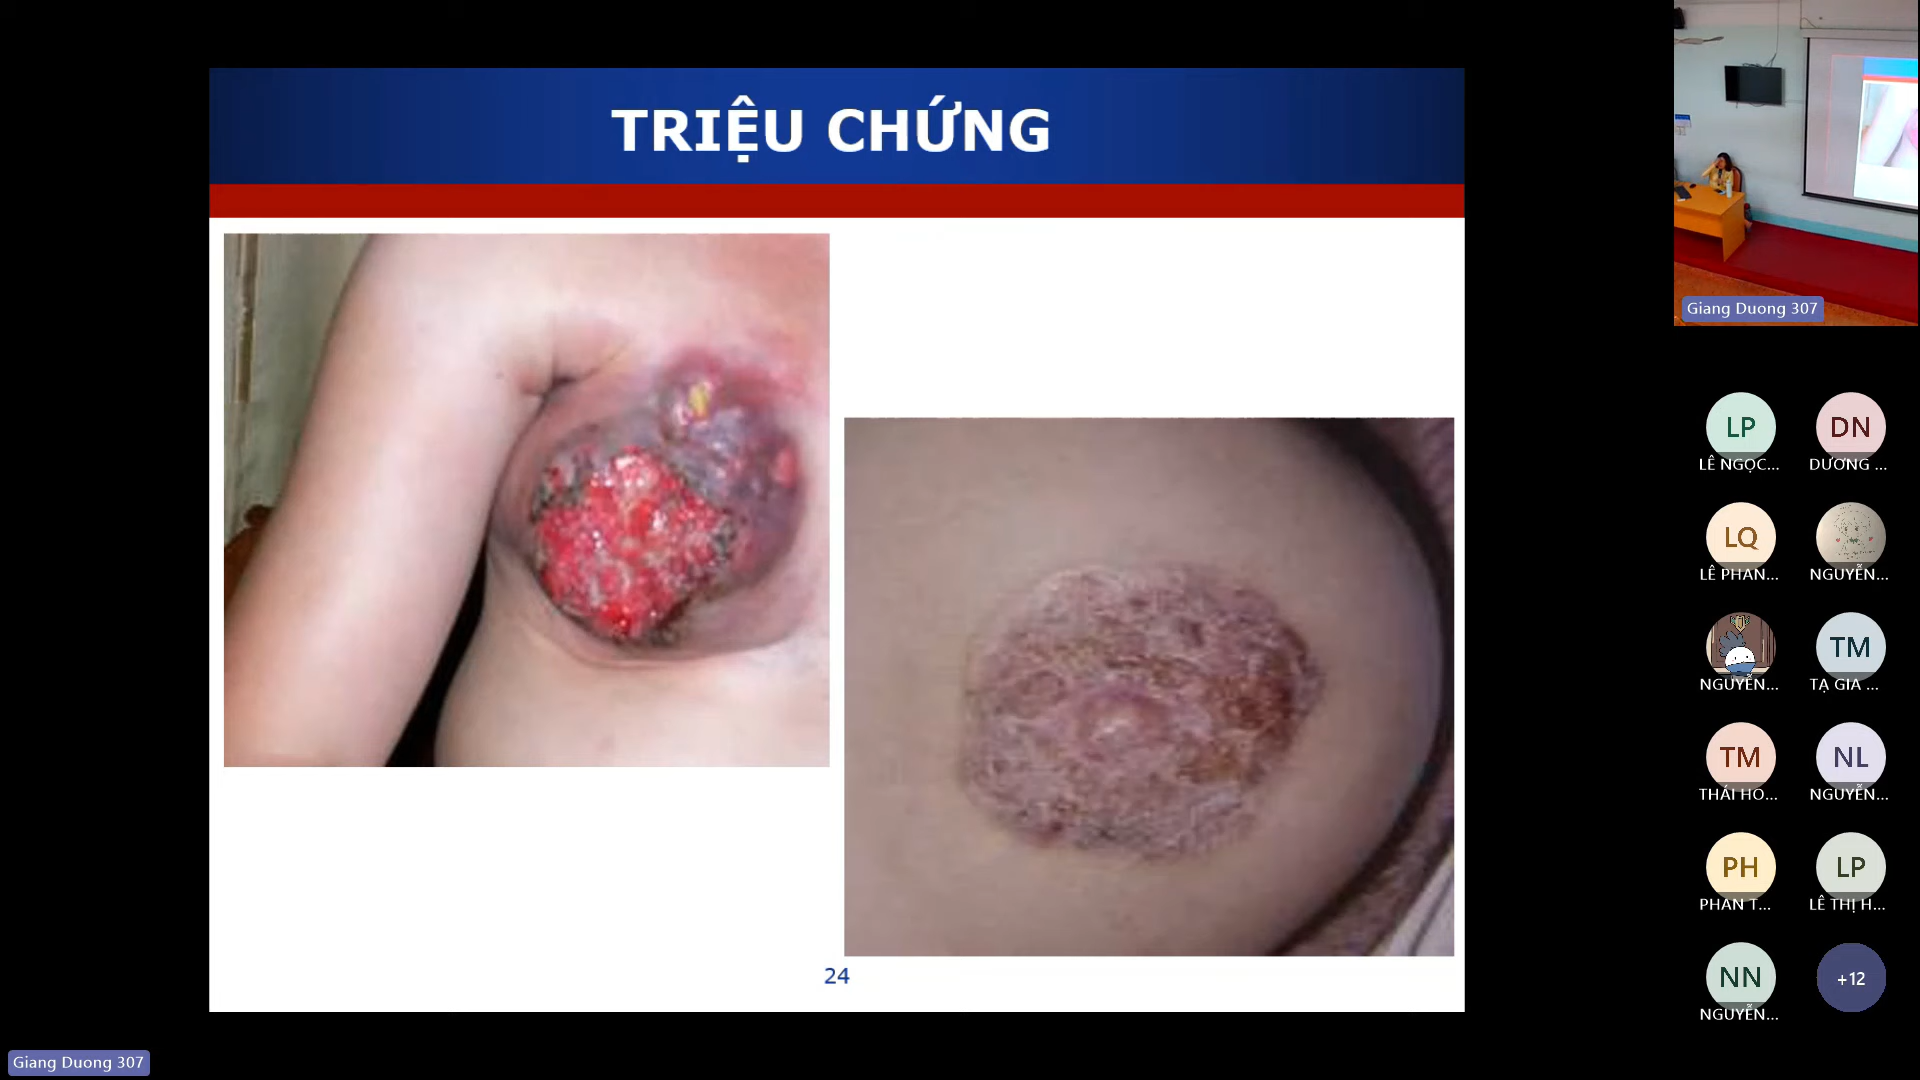 TRIỆU CHỨNG
24
Giang Duong 307
LP
LÊ NGỌC...
DN
DƯƠNG ...
LQ
LÊ PHAN...
NGUYỄN...
NGUYỄN...
TM
TẠ GIA ...
TM
THÁI HO...
NL
NGUYỄN...
PH
PHAN T...
LP
LÊ THỊ H...
NN
NGUYỄN...
+12
Giang Duong 307